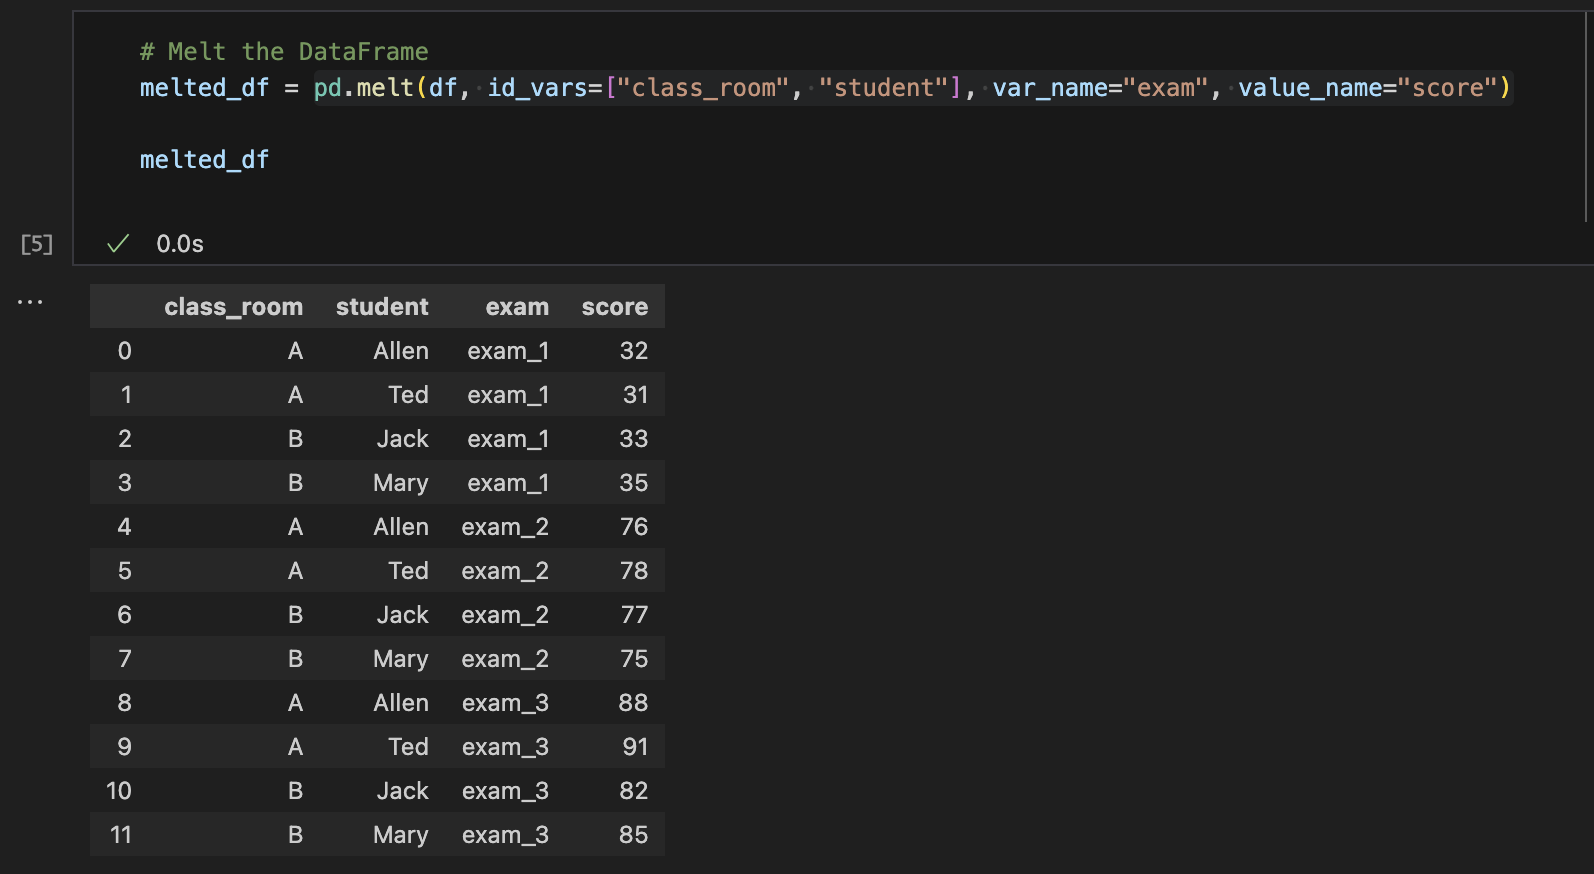 # Melt the DataFrame
melted_df = pd.melt(df, id_vars=["class_room", "student"], var_name="exam", value_name="score")
melted_df
[5] 0.0s
...
class_room student exam score
0 A Allen exam_1 32
1 A Ted exam_1 31
2 B Jack exam_1 33
3 B Mary exam_1 35
4 A Allen exam_2 76
5 A Ted exam_2 78
6 B Jack exam_2 77
7 B Mary exam_2 75
8 A Allen exam_3 88
9 A Ted exam_3 91
10 B Jack exam_3 82
11 B Mary exam_3 85